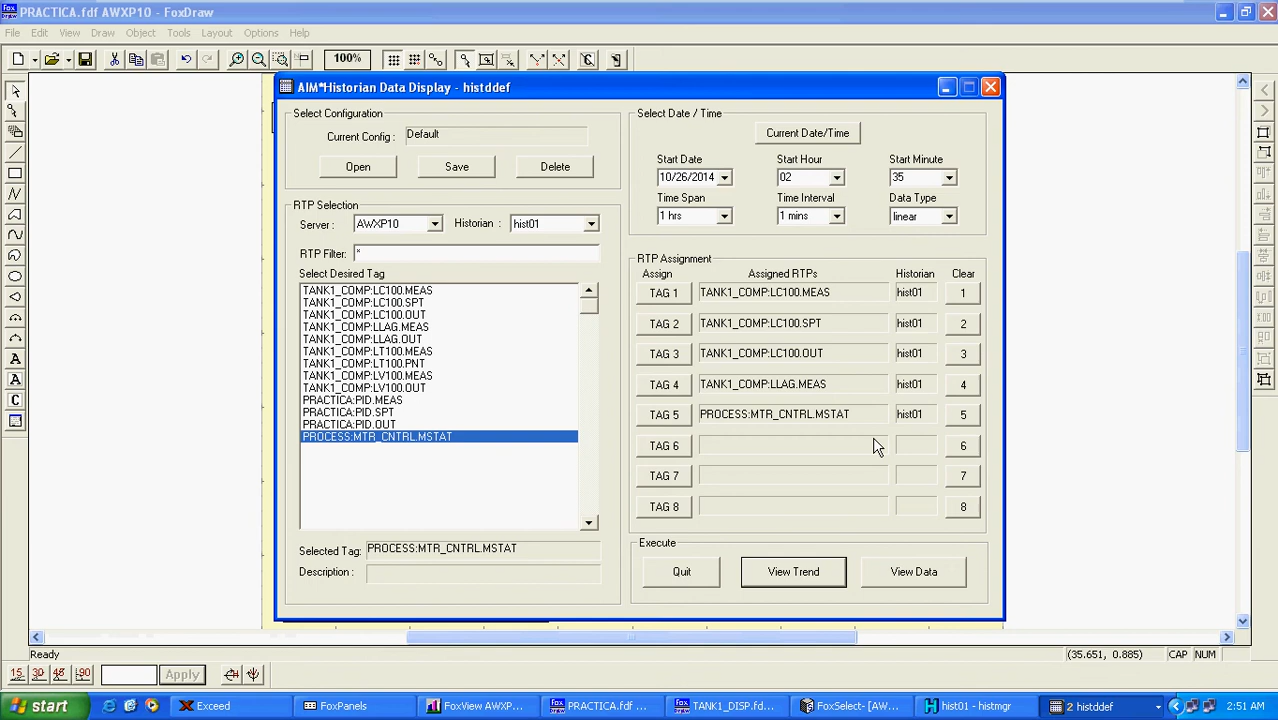 PRACTICA.fdf AWXP10 - FoxDraw
File Edit View Draw Object Tools Layout Options Help
100%
AIM*Historian Data Display - histddef
Select Configuration
Current Config : Default
Open Save Delete
RTP Selection
Server : AWXP10 Historian : hist01
RTP Filter: *
Select Desired Tag
TANK1_COMP:LC100.MEAS
TANK1_COMP:LC100.SPT
TANK1_COMP:LC100.OUT
TANK1_COMP:LLAG.MEAS
TANK1_COMP:LLAG.OUT
TANK1_COMP:LT100.MEAS
TANK1_COMP:LT100.PNT
TANK1_COMP:LV100.MEAS
TANK1_COMP:LV100.OUT
PRACTICA:PID.MEAS
PRACTICA:PID.SPT
PRACTICA:PID.OUT
PROCESS:MTR_CNTRL.MSTAT
Selected Tag: PROCESS:MTR_CNTRL.MSTAT
Description :
Select Date / Time
Current Date/Time
Start Date Start Hour Start Minute
10/26/2014 02 35
Time Span Time Interval Data Type
1 hrs 1 mins linear
RTP Assignment
Assign Assigned RTPs Historian Clear
TAG 1 TANK1_COMP:LC100.MEAS hist01 1
TAG 2 TANK1_COMP:LC100.SPT hist01 2
TAG 3 TANK1_COMP:LC100.OUT hist01 3
TAG 4 TANK1_COMP:LLAG.MEAS hist01 4
TAG 5 PROCESS:MTR_CNTRL.MSTAT hist01 5
TAG 6 6
TAG 7 7
TAG 8 8
Execute
Quit View Trend View Data
Ready (35.651, 0.885) CAP NUM
15 30 45 90 Apply
start Exceed FoxPanels FoxView AWXP... PRACTICA.fdf ... TANK1_DISP.fd... FoxSelect- [AW... hist01 - histmgr 2 histddef 2:51 AM